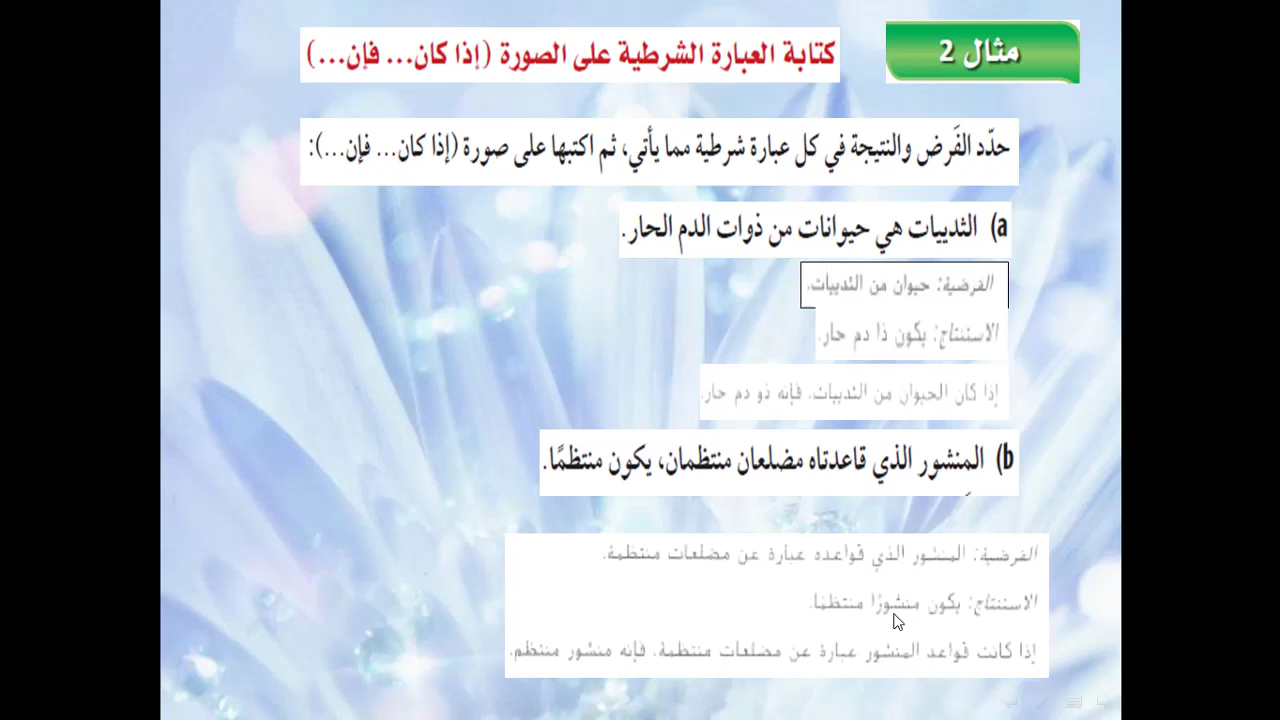 مثال 2
كتابة العبارة الشرطية على الصورة (إذا كان... فإن...)
حدّد الفَرض والنتيجة في كل عبارة شرطية مما يأتي، ثم اكتبها على صورة (إذا كان... فإن...):
a) الثدييات هي حيوانات من ذوات الدم الحار.
الفرضية: حيوان من الثدييات.
الاستنتاج: يكون ذا دم حار.
إذا كان الحيوان من الثدييات، فإنه ذو دم حار.
b) المنشور الذي قاعدتاه مضلعان منتظمان، يكون منتظمًا.
الفرضية: المنشور الذي قواعده عبارة عن مضلعات منتظمة.
الاستنتاج: يكون منشورًا منتظمًا.
إذا كانت قواعد المنشور عبارة عن مضلعات منتظمة، فإنه منشور منتظم.